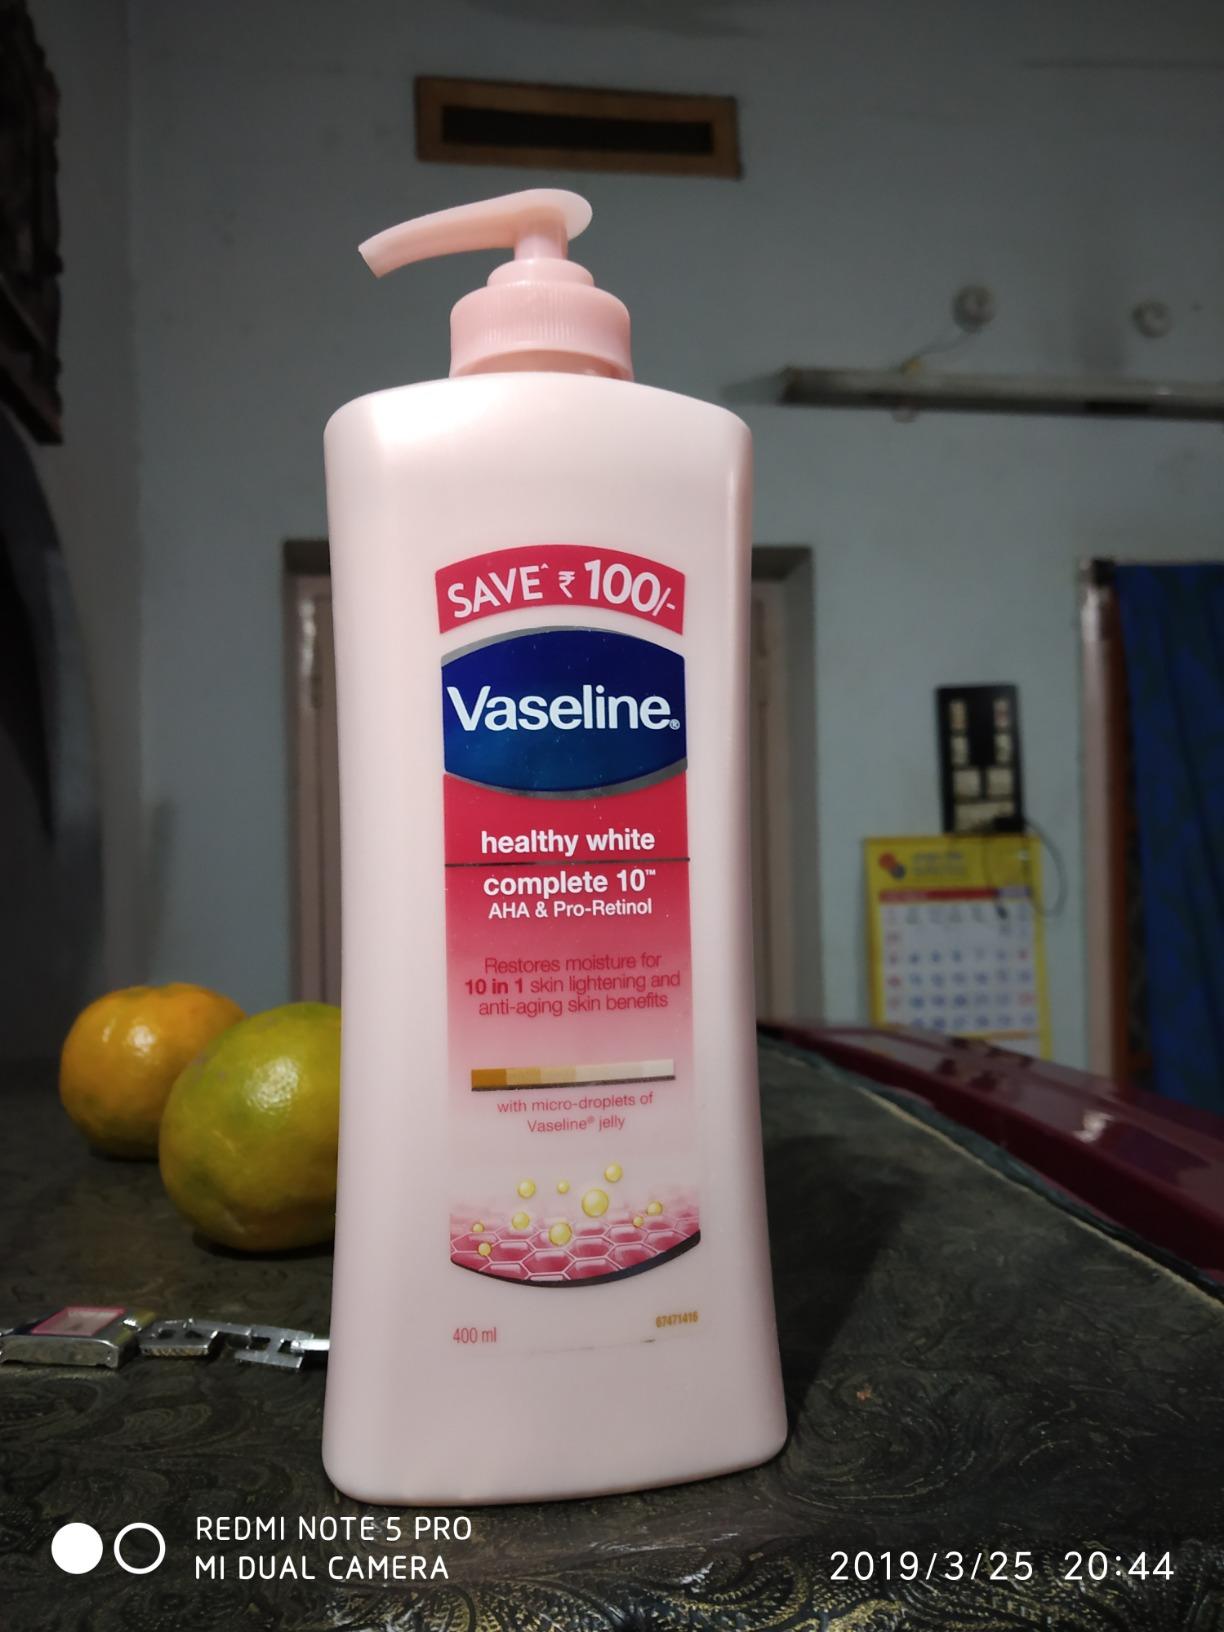 SAVE^ ₹ 100/-
Vaseline®
healthy white
complete 10™
AHA & Pro-Retinol
Restores moisture for
10 in 1 skin lightening and
anti-aging skin benefits
with micro-droplets of
Vaseline® jelly
400 ml
67471416
REDMI NOTE 5 PRO
MI DUAL CAMERA
2019/3/25 20:44